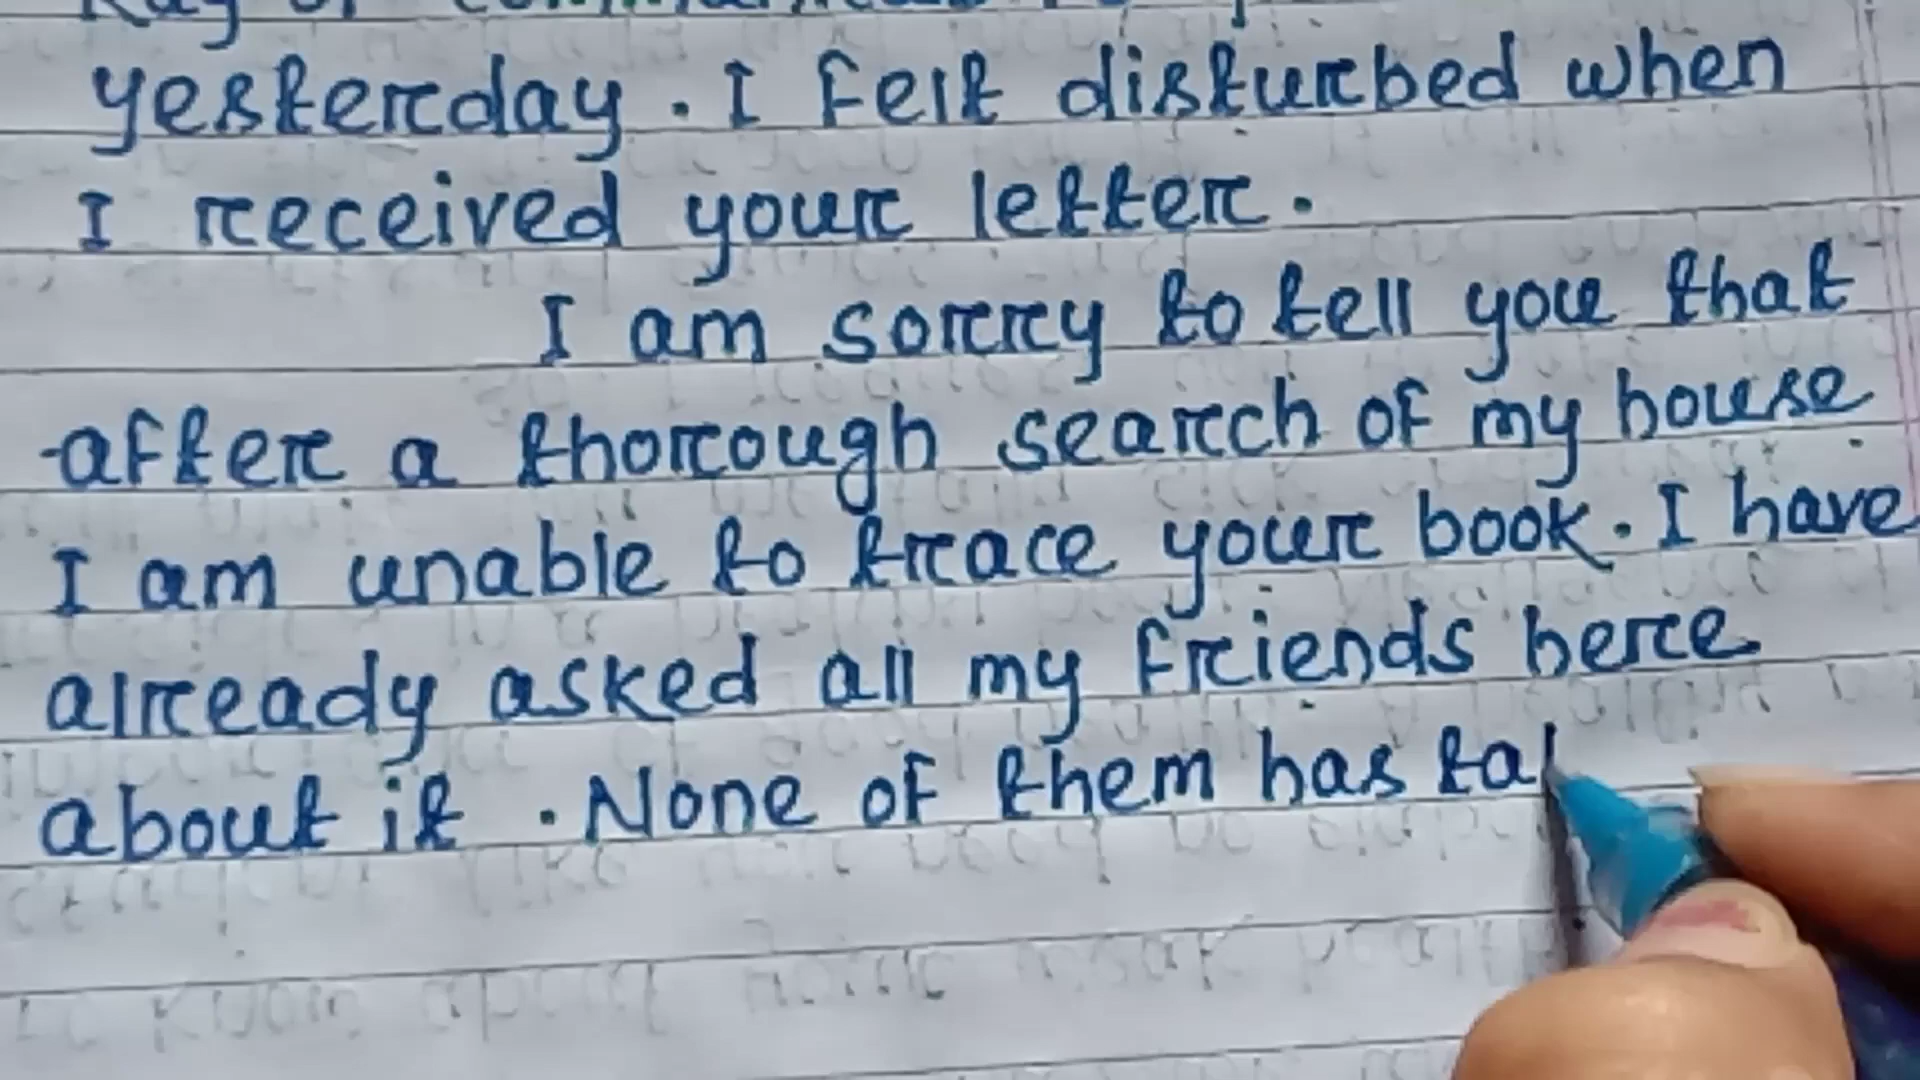 of
yesterday. I felt disturbed when
I received your letter.
I am sorry to tell you that
after a thorough search of my house
I am unable to trace your book. I have
already asked all my friends here
about it. None of them has